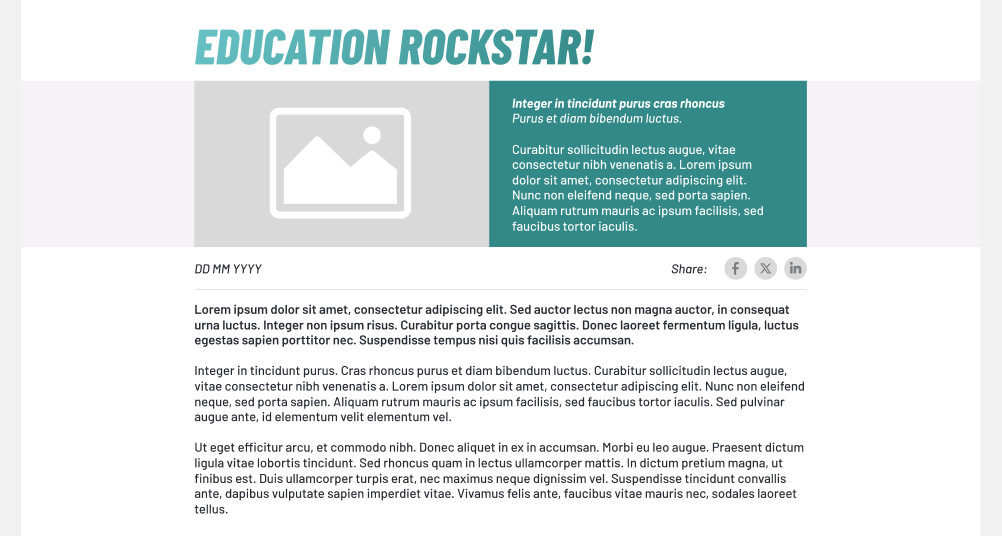 EDUCATION ROCKSTAR!
Integer in tincidunt purus cras rhoncus
Purus et diam bibendum luctus.
Curabitur sollicitudin lectus augue, vitae
consectetur nibh venenatis a. Lorem ipsum
dolor sit amet, consectetur adipiscing elit.
Nunc non eleifend neque, sed porta sapien.
Aliquam rutrum mauris ac ipsum facilisis, sed
faucibus tortor iaculis.
DD MM YYYY
Share:
Lorem ipsum dolor sit amet, consectetur adipiscing elit. Sed auctor lectus non magna auctor, in consequat
urna luctus. Integer non ipsum risus. Curabitur porta congue sagittis. Donec laoreet fermentum ligula, luctus
egestas sapien porttitor nec. Suspendisse tempus nisi quis facilisis accumsan.
Integer in tincidunt purus. Cras rhoncus purus et diam bibendum luctus. Curabitur sollicitudin lectus augue,
vitae consectetur nibh venenatis a. Lorem ipsum dolor sit amet, consectetur adipiscing elit. Nunc non eleifend
neque, sed porta sapien. Aliquam rutrum mauris ac ipsum facilisis, sed faucibus tortor iaculis. Sed pulvinar
augue ante, id elementum velit elementum vel.
Ut eget efficitur arcu, et commodo nibh. Donec aliquet in ex in accumsan. Morbi eu leo augue. Praesent dictum
ligula vitae lobortis tincidunt. Sed rhoncus quam in lectus ullamcorper mattis. In dictum pretium magna, ut
finibus est. Duis ullamcorper turpis erat, nec maximus neque dignissim vel. Suspendisse tincidunt convallis
ante, dapibus vulputate sapien imperdiet vitae. Vivamus felis ante, faucibus vitae mauris nec, sodales laoreet
tellus.